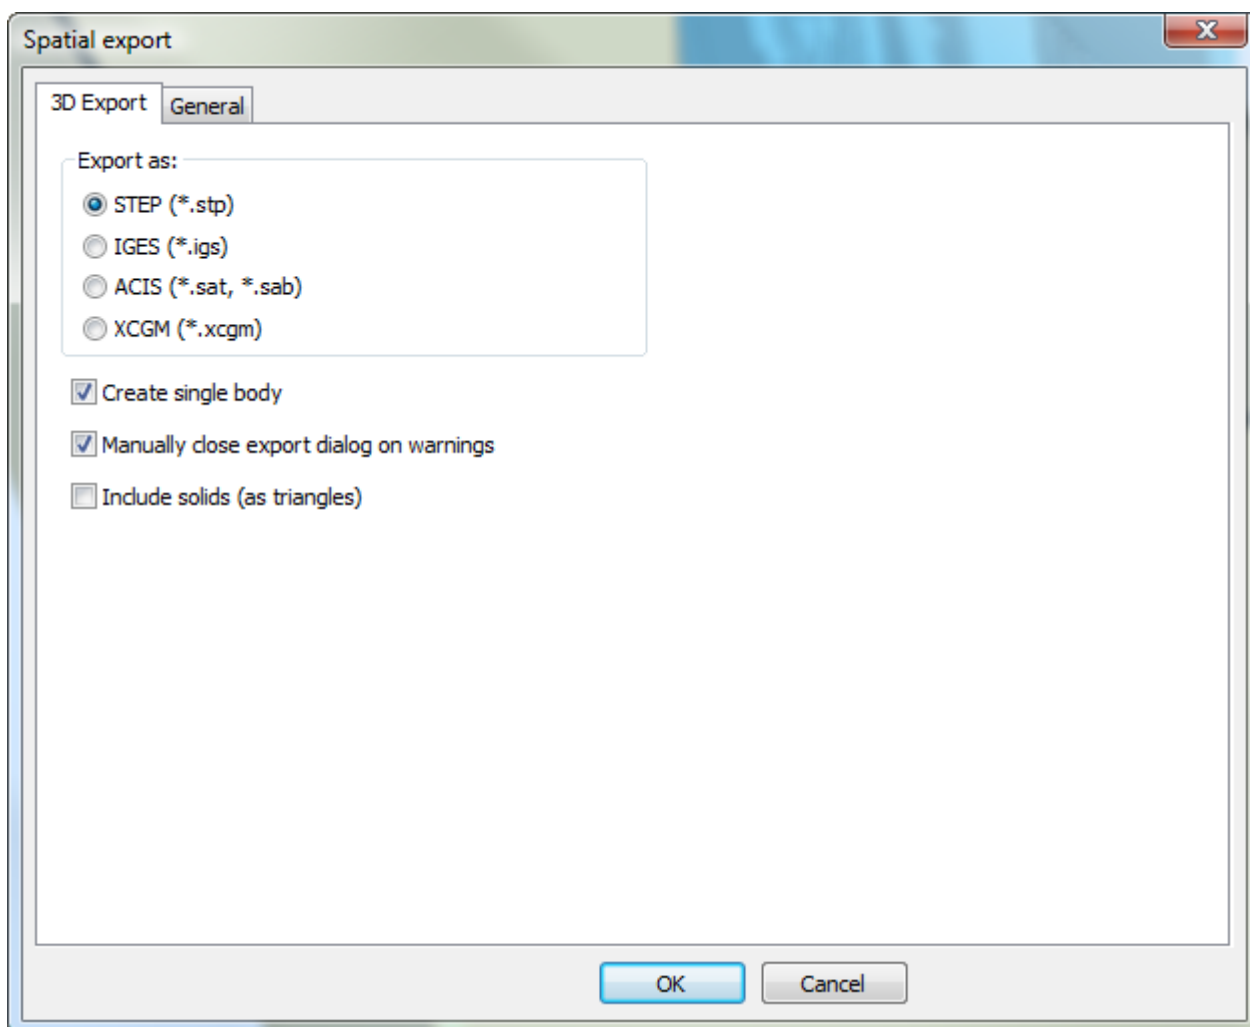 Spatial export
3D Export General
Export as:
STEP (*.stp)
IGES (*.igs)
ACIS (*.sat, *.sab)
XCGM (*.xcgm)
Create single body
Manually close export dialog on warnings
Include solids (as triangles)
OK Cancel